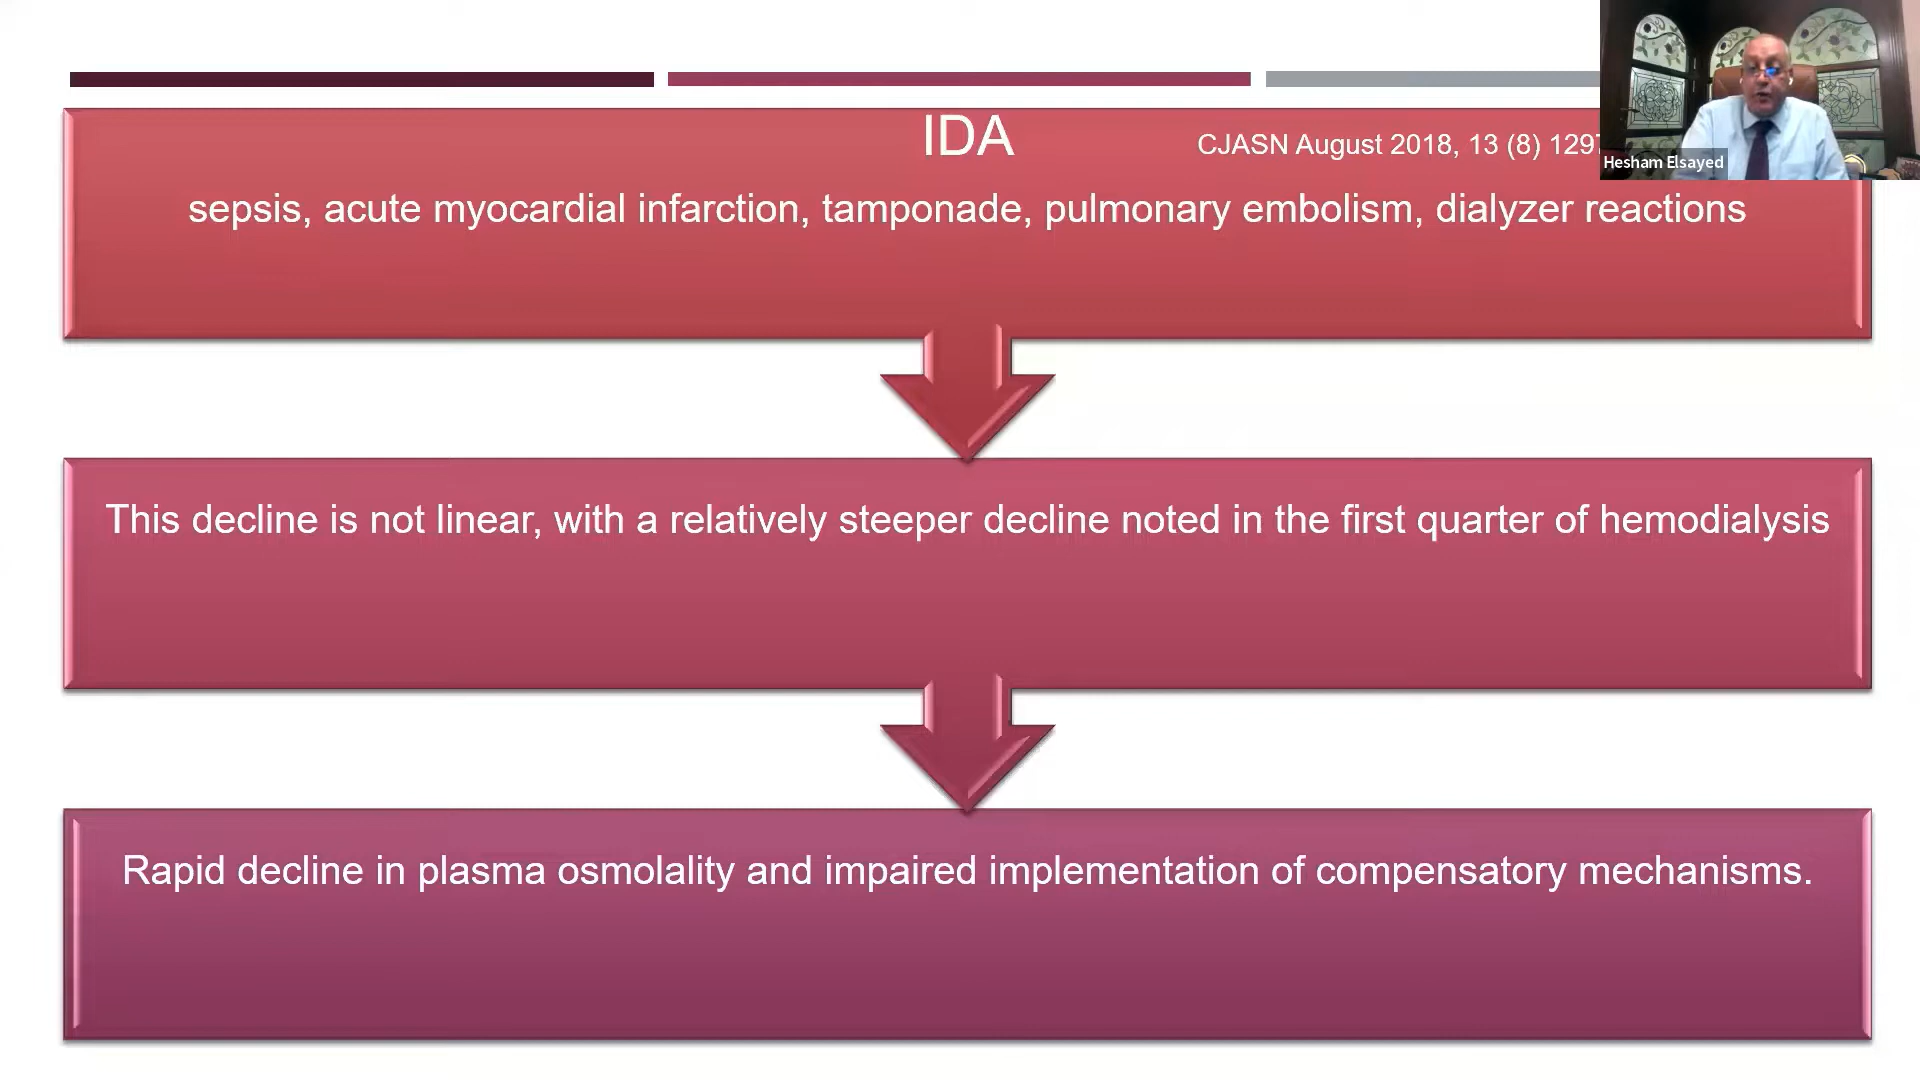 IDA
CJASN August 2018, 13 (8)
Hesham Elsayed
sepsis, acute myocardial infarction, tamponade, pulmonary embolism, dialyzer reactions
This decline is not linear, with a relatively steeper decline noted in the first quarter of hemodialysis
Rapid decline in plasma osmolality and impaired implementation of compensatory mechanisms.